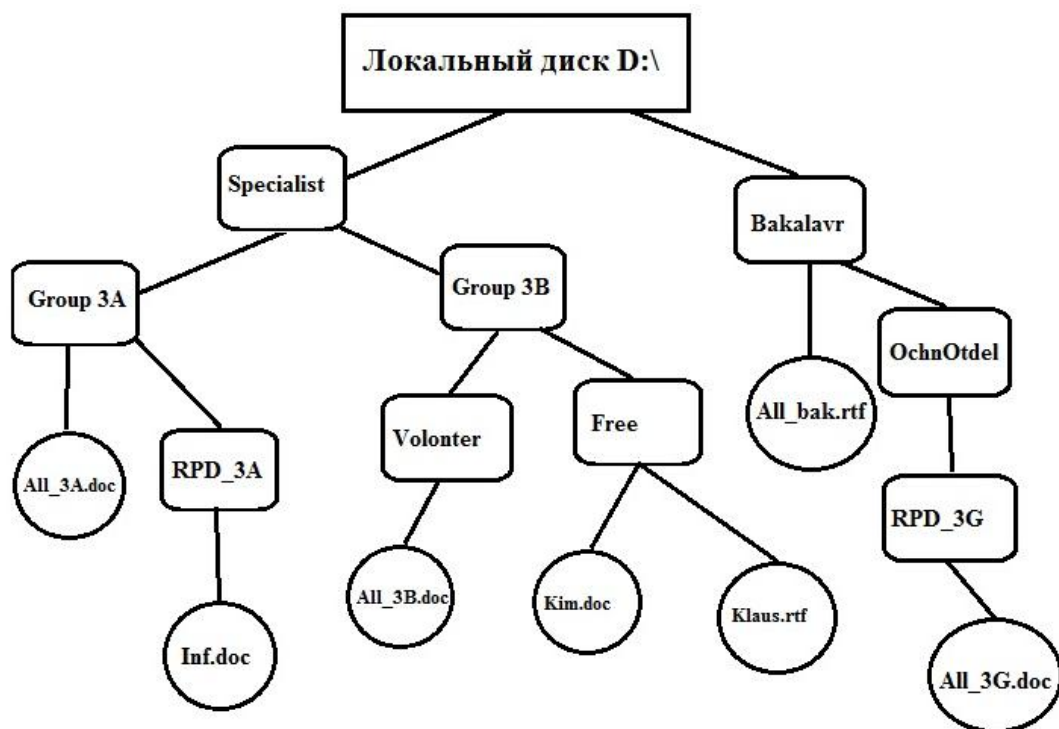 Локальный диск D:\
Specialist
Bakalavr
Group 3A
Group 3B
OchnOtdel
All_bak.rtf
Volonter
Free
RPD_3A
All_3A.doc
RPD_3G
All_3B.doc
Kim.doc
Klaus.rtf
Inf.doc
All_3G.doc